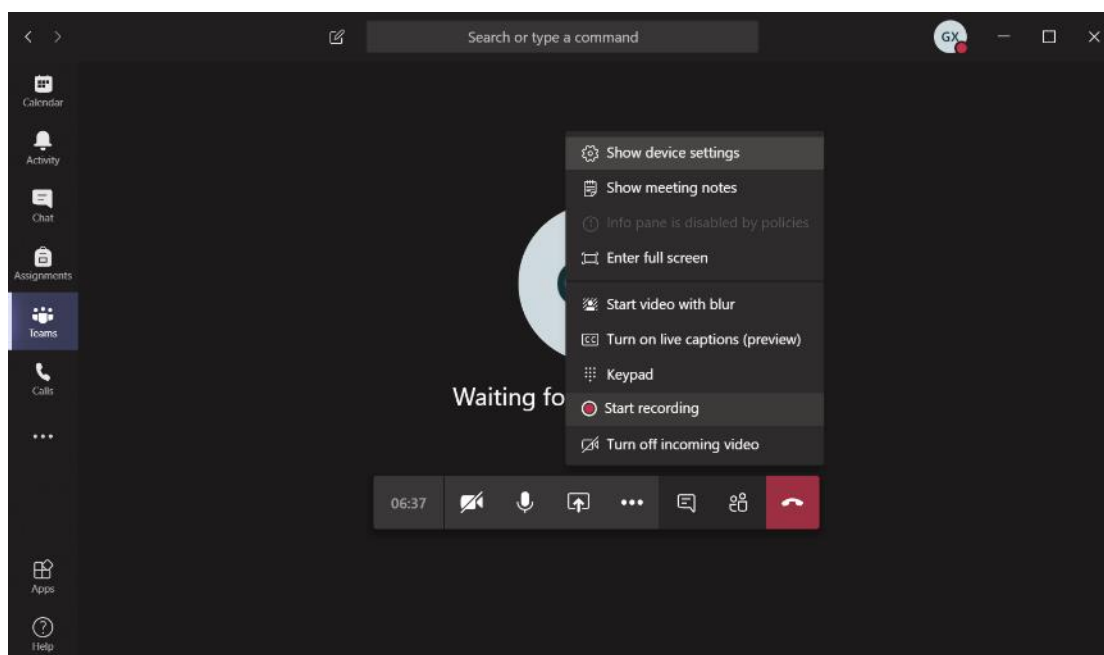 Search or type a command
GX
Calendar
Activity
Chat
Assignments
Teams
Calls
Apps
Help
Show device settings
Show meeting notes
Info pane is disabled by policies
Enter full screen
Start video with blur
CC Turn on live captions (preview)
Keypad
Start recording
Turn off incoming video
Waiting fo
06:37